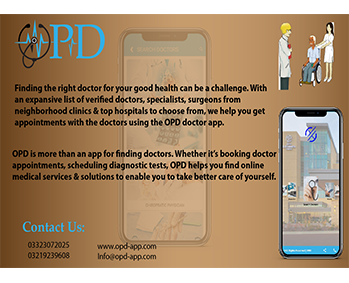 OPD
Finding the right doctor for your good health can be a challenge. With
an expansive list of verified doctors, specialists, surgeons from
neighborhood clinics & top hospitals to choose from, we help you get
appointments with the doctors using the OPD doctor app.
OPD is more than an app for finding doctors. Whether it's booking doctor
appointments, scheduling diagnostic tests, OPD helps you find online
medical services & solutions to enable you to take better care of yourself.
Contact Us:
03323072025
www.opd-app.com
03219239608
Info@opd-app.com